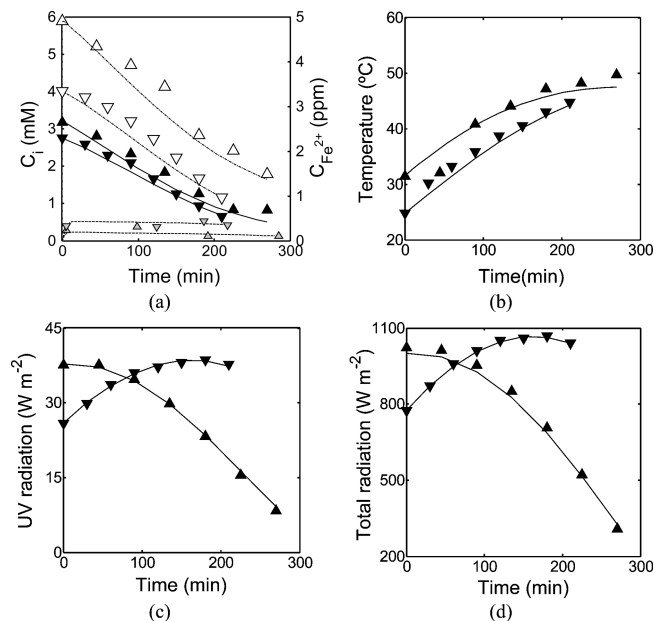 6
5
4
3
2
1
0
C_i (mM)
5
4
3
2
1
0
C_Fe²⁺ (ppm)
0 100 200 300
Time (min)
(a)
60
50
40
30
20
Temperature (ºC)
0 100 200 300
Time(min)
(b)
45
30
15
0
UV radiation (W m⁻²)
0 100 200 300
Time (min)
(c)
1100
800
500
200
Total radiation (W m⁻²)
0 100 200 300
Time (min)
(d)